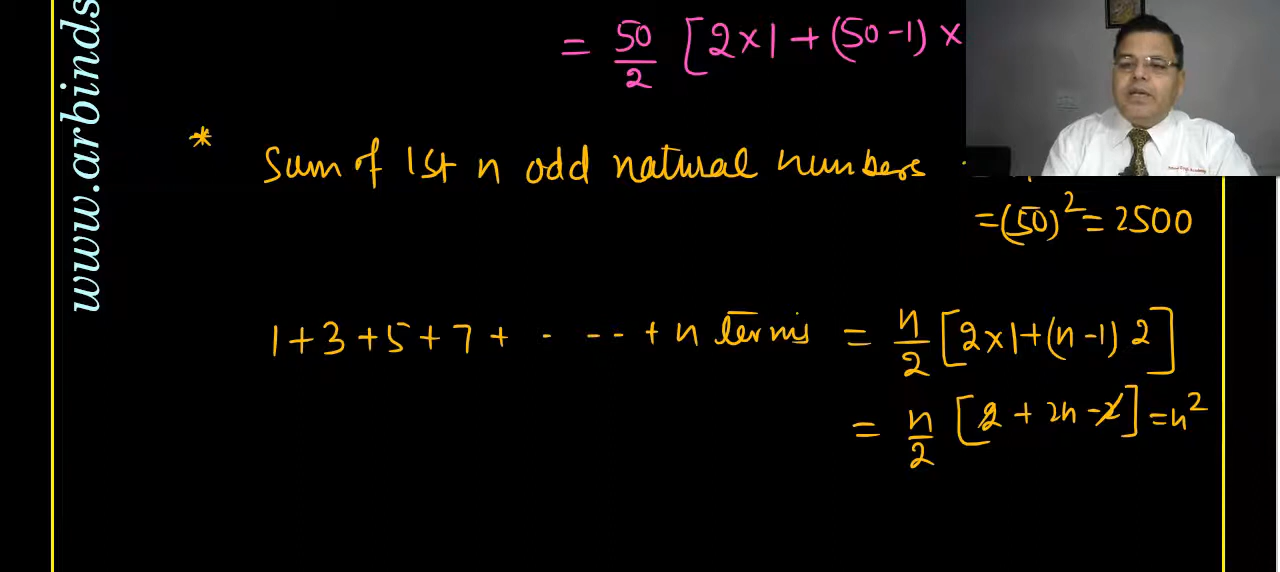 www.arbinds
= 50/2 [2×1+(50-1)×
* Sum of 1st n odd natural numbers
=(50)²=2500
1+3+5+7+ - --+ n terms = n/2 [2×1+(n-1) 2]
= n/2 [2+2n-2]=n²